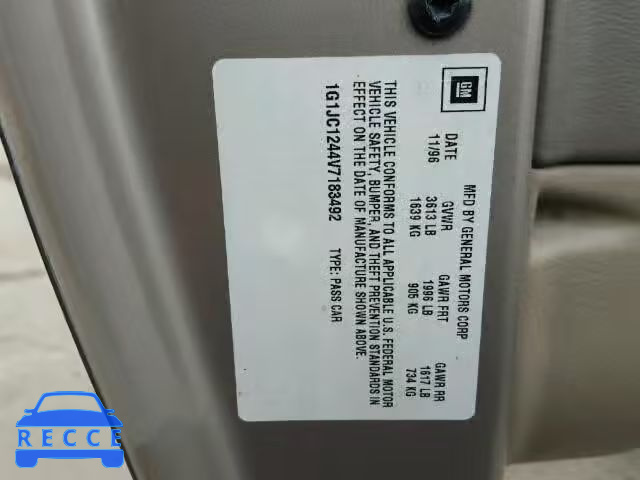 GM
MFD BY GENERAL MOTORS CORP
DATE GVWR GAWR FRT GAWR RR
11/96 3613 LB 1996 LB 1617 LB
1639 KG 905 KG 734 KG
THIS VEHICLE CONFORMS TO ALL APPLICABLE U.S. FEDERAL MOTOR
VEHICLE SAFETY, BUMPER, AND THEFT PREVENTION STANDARDS IN
EFFECT ON THE DATE OF MANUFACTURE SHOWN ABOVE.
1G1JC1244V7183492 TYPE: PASS CAR
RECCE